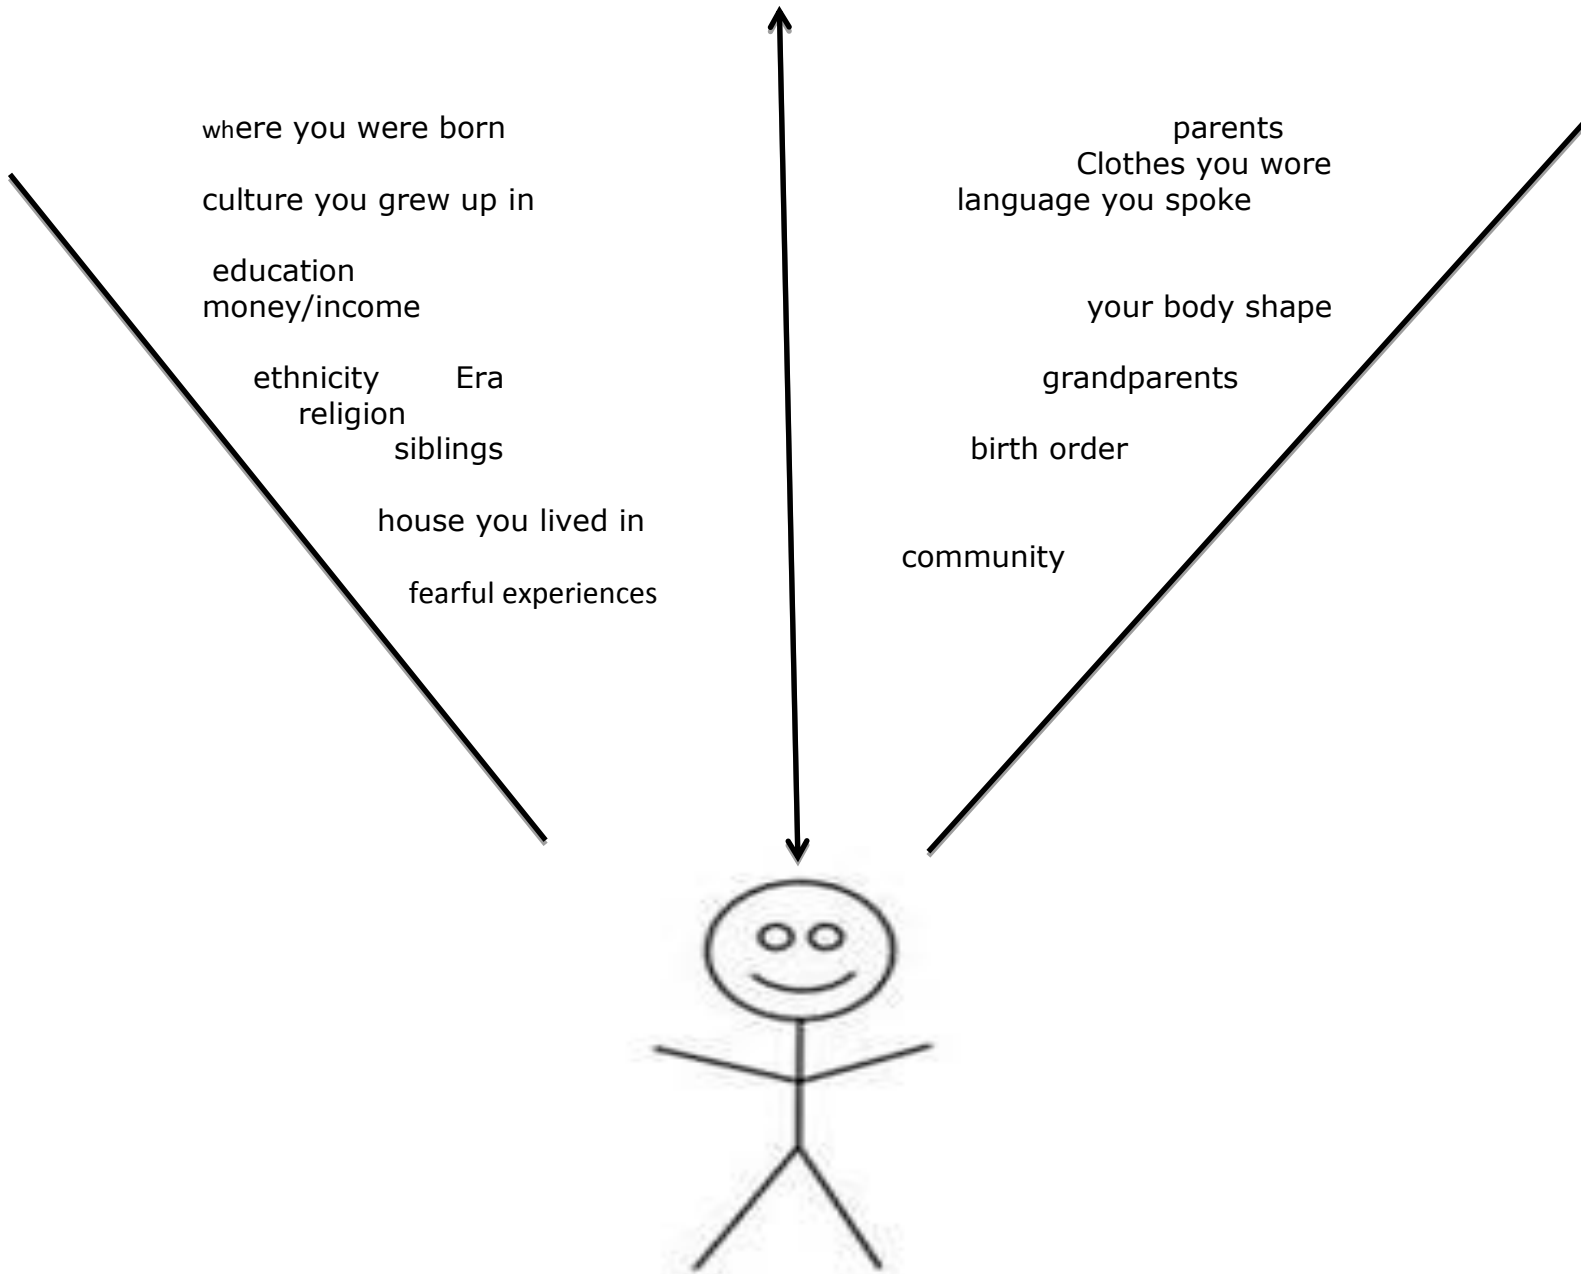 where you were born
parents
Clothes you wore
culture you grew up in
language you spoke
education
money/income
your body shape
ethnicity Era
grandparents
religion
siblings
birth order
house you lived in
community
fearful experiences